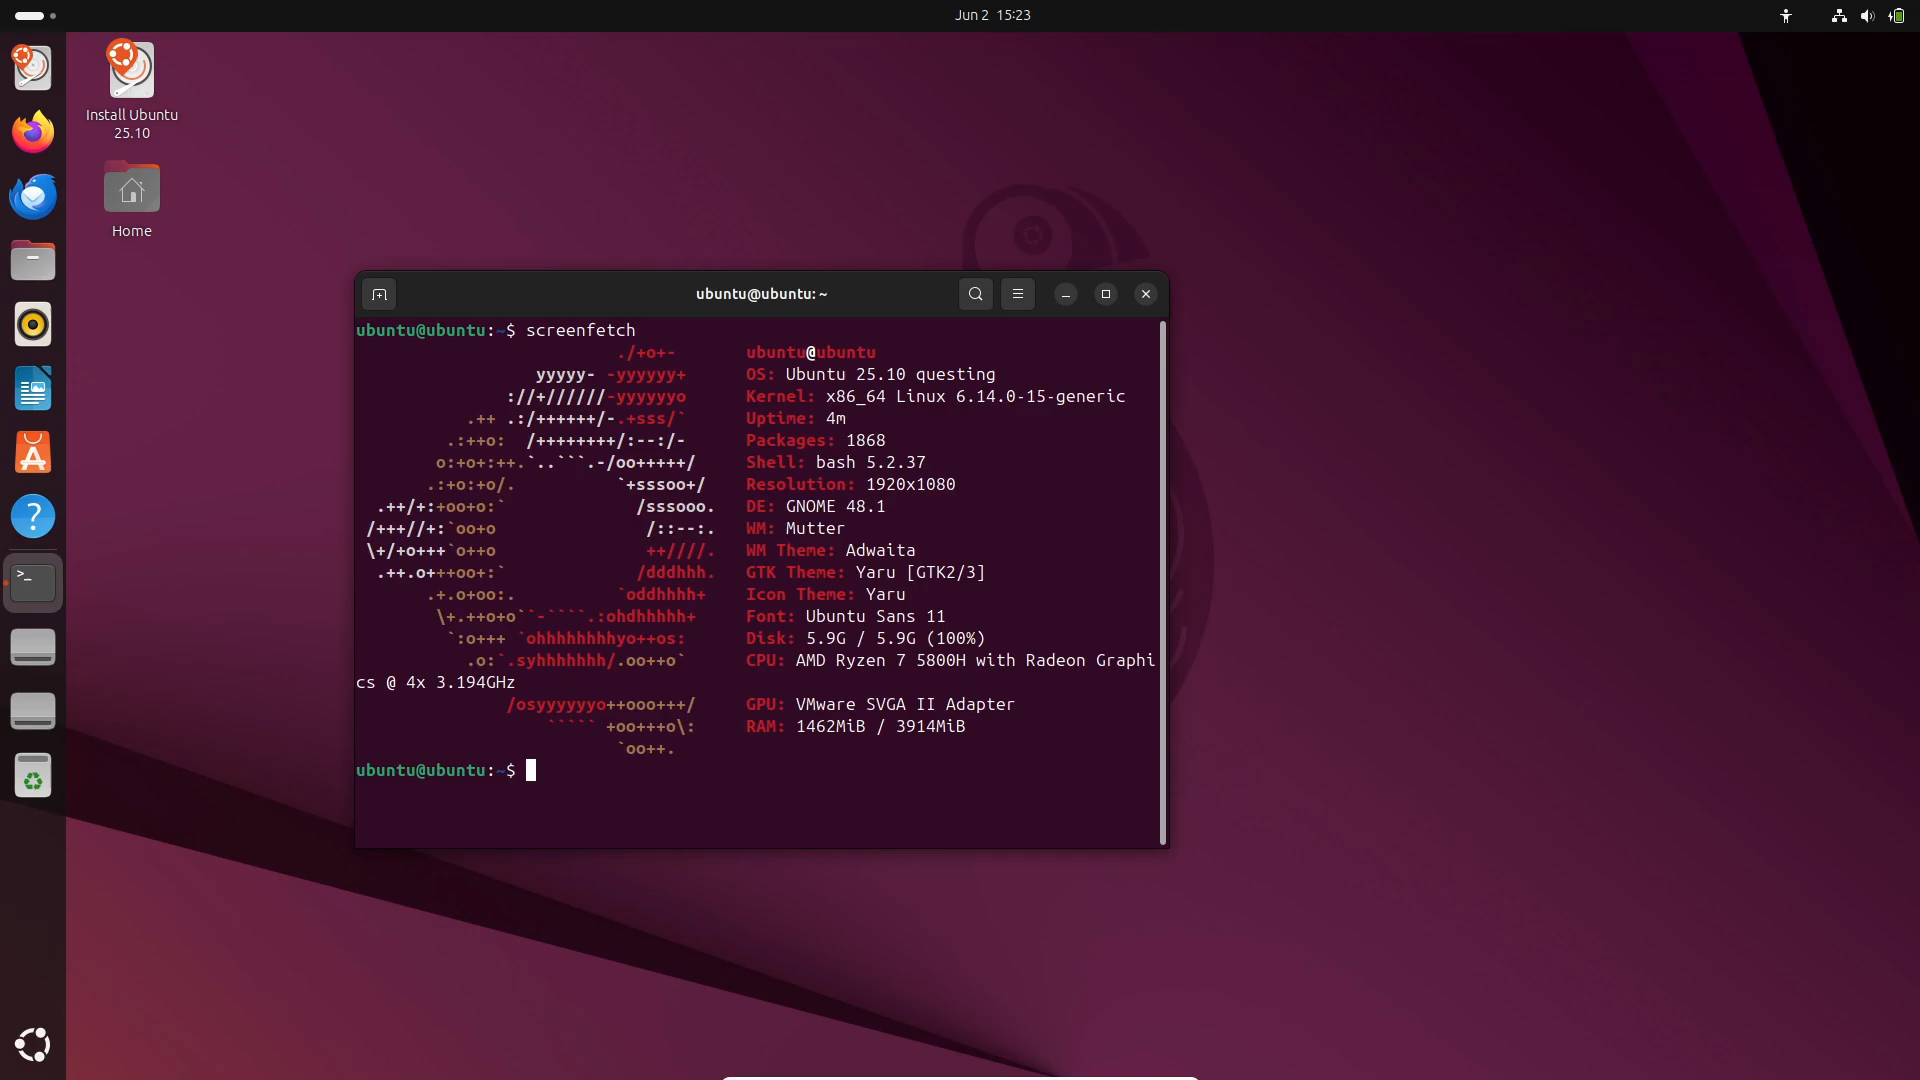 Jun 2 15:23
Install Ubuntu
25.10
Home
ubuntu@ubuntu: ~
ubuntu@ubuntu:~$ screenfetch
./+o+- ubuntu@ubuntu
yyyyy- -yyyyyy+ OS: Ubuntu 25.10 questing
://+//////-yyyyyyo Kernel: x86_64 Linux 6.14.0-15-generic
.++ .:/++++++/-.+sss/` Uptime: 4m
.:++o: /++++++++/:--:/- Packages: 1868
o:+o+:++.`..```.-/oo+++++/ Shell: bash 5.2.37
.:+o:+o/. `+sssoo+/ Resolution: 1920x1080
.++/+:+oo+o:` /sssooo. DE: GNOME 48.1
/+++//+:`oo+o /::--:. WM: Mutter
\+/+o+++`o++o ++////. WM Theme: Adwaita
.++.o+++oo+:` /dddhhh. GTK Theme: Yaru [GTK2/3]
.+.o+oo:. `oddhhhh+ Icon Theme: Yaru
\+.++o+o``-````.:ohdhhhhh+ Font: Ubuntu Sans 11
`:o+++ `ohhhhhhhhyo++os: Disk: 5.9G / 5.9G (100%)
.o:`.syhhhhhhh/.oo++o` CPU: AMD Ryzen 7 5800H with Radeon Graphi
cs @ 4x 3.194GHz
/osyyyyyyo++ooo+++/ GPU: VMware SVGA II Adapter
````` +oo+++o\: RAM: 1462MiB / 3914MiB
`oo++.
ubuntu@ubuntu:~$